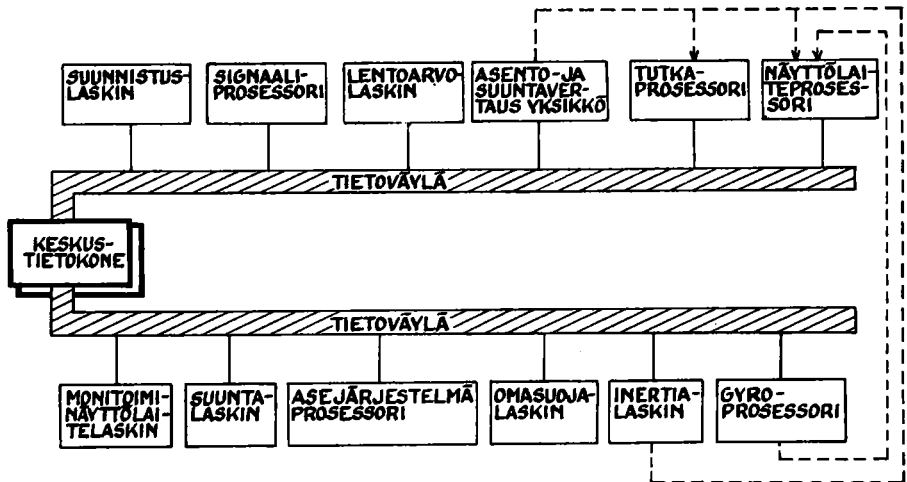 SUUNNISTUS-
LASKIN
SIGNAALI-
PROSESSORI
LENTOARVO-
LASKIN
ASENTO-JA
SUUNTAVER-
TAUS YKSIKKÖ
TUTKA-
PROSESSORI
NÄYTTÖLAI-
TEPROSES-
SORI
TIETOVÄYLÄ
KESKUS-
TIETOKONE
TIETOVÄYLÄ
MONITOIMI-
NÄYTTÖLAI-
TELASKIN
SUUNTA-
LASKIN
ASEJÄRJESTELMÄ
PROSESSORI
OMASUOJA-
LASKIN
INERTIA-
LASKIN
GYRO-
PROSESSORI